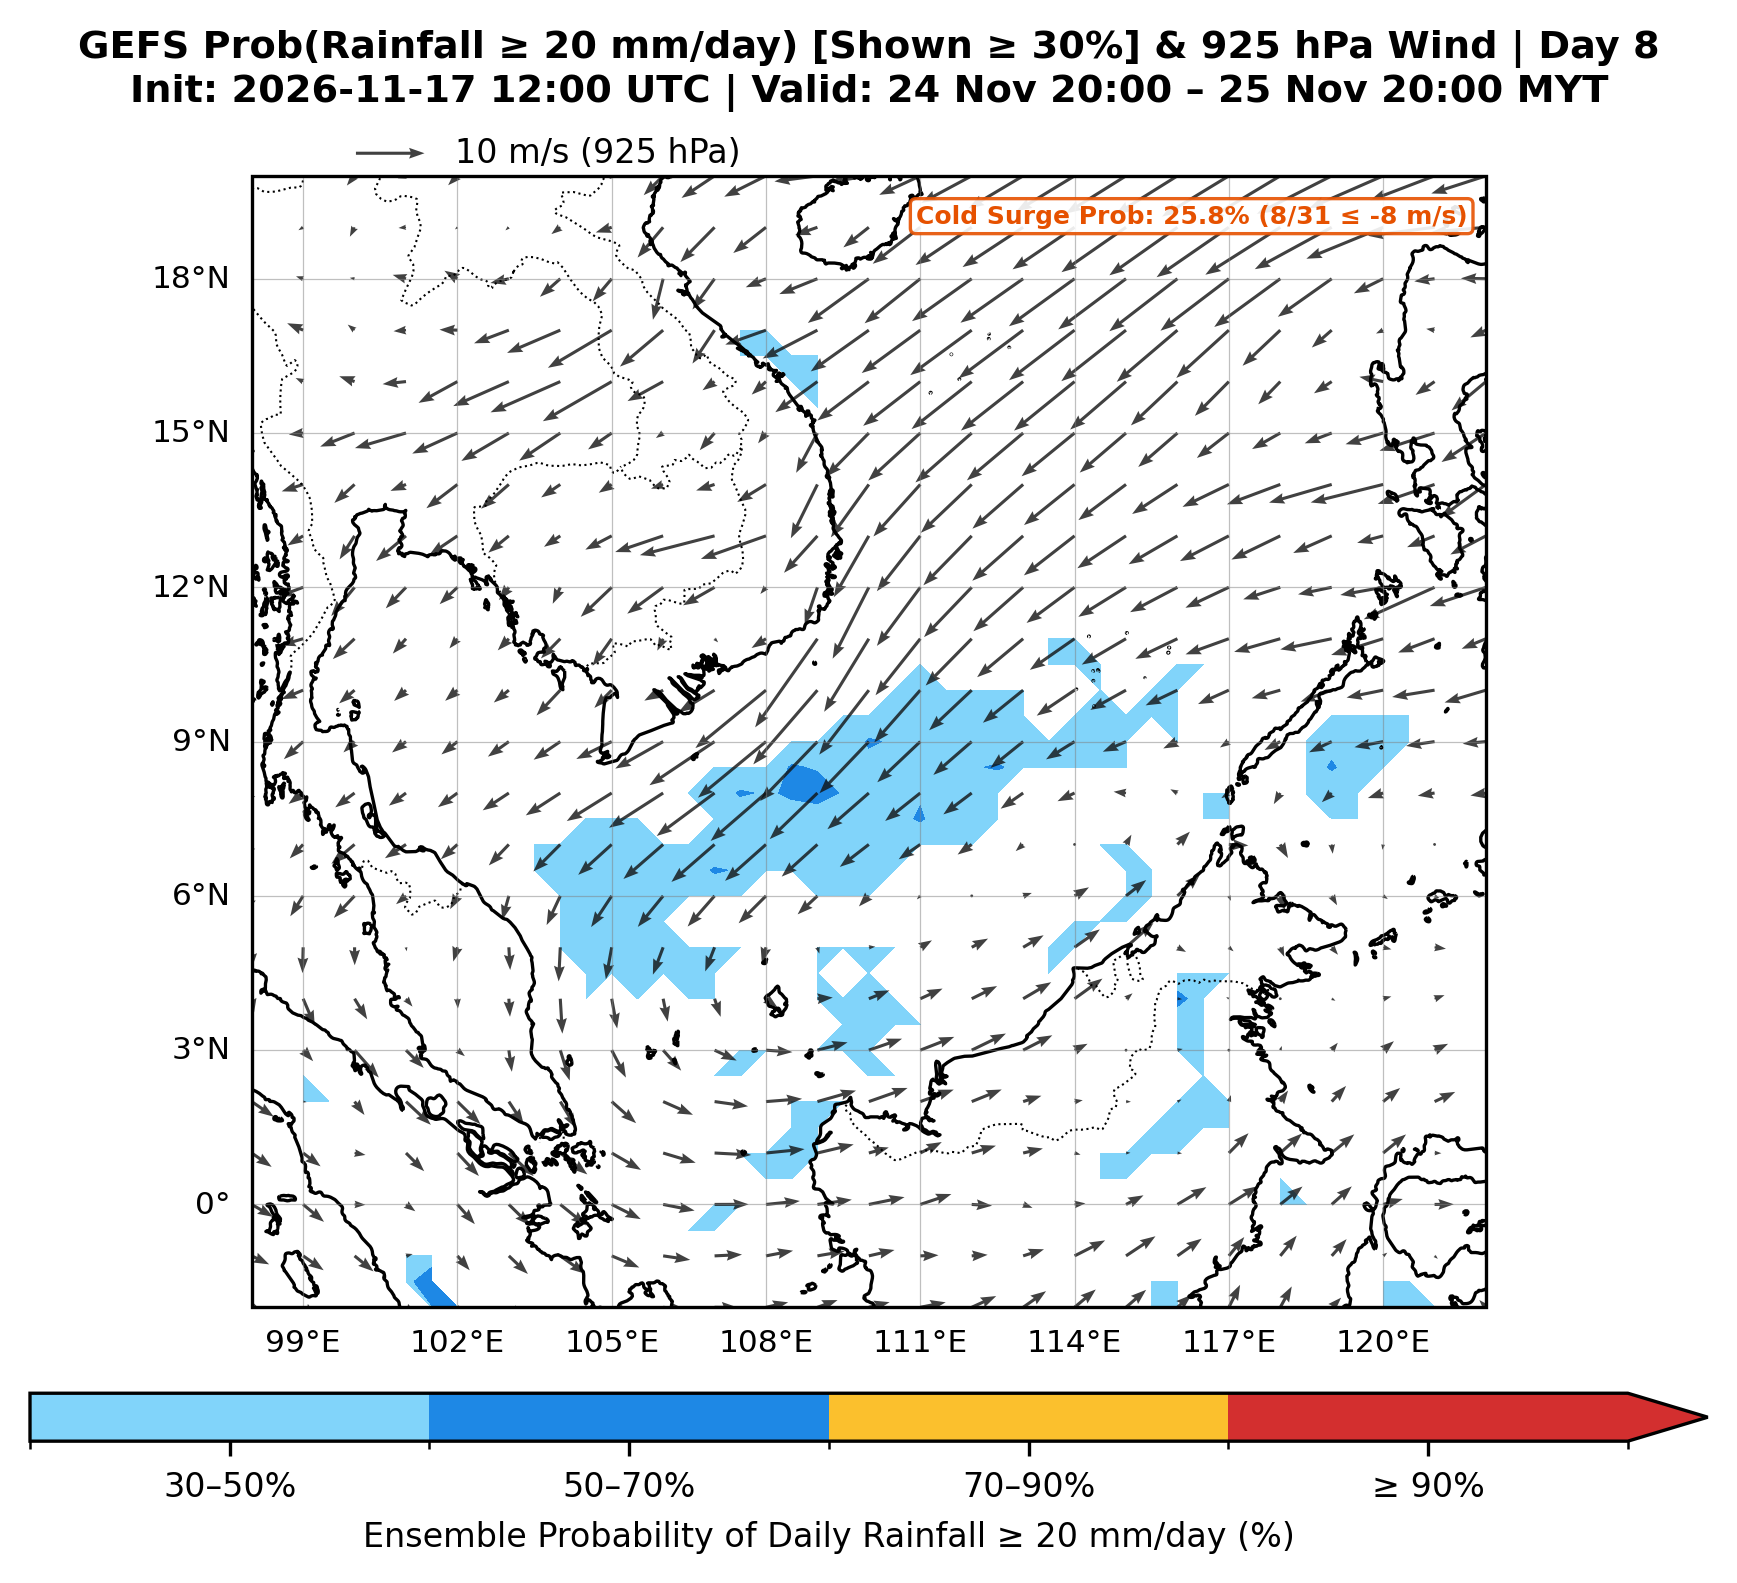 GEFS Prob(Rainfall ≥ 20 mm/day) [Shown ≥ 30%] & 925 hPa Wind | Day 8
Init: 2026-11-17 12:00 UTC | Valid: 24 Nov 20:00 – 25 Nov 20:00 MYT
10 m/s (925 hPa)
Cold Surge Prob: 25.8% (8/31 ≤ -8 m/s)
18°N
15°N
12°N
9°N
6°N
3°N
0°
99°E 102°E 105°E 108°E 111°E 114°E 117°E 120°E
30–50% 50–70% 70–90% ≥ 90%
Ensemble Probability of Daily Rainfall ≥ 20 mm/day (%)